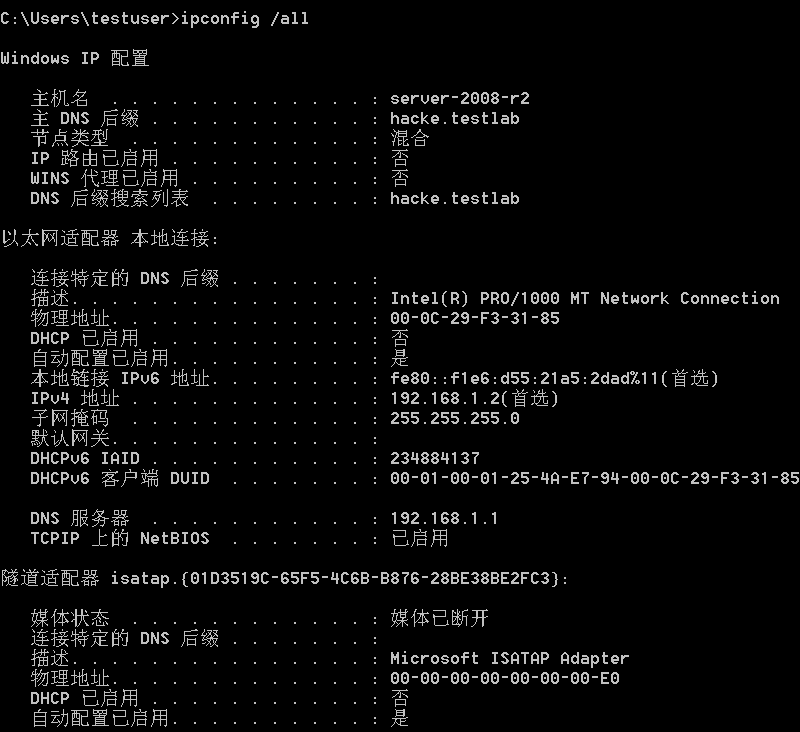 C:\Users\testuser>ipconfig /all
Windows IP 配置
主机名 . . . . . . . . . . . . . : server-2008-r2
主 DNS 后缀 . . . . . . . . . . . : hacke.testlab
节点类型 . . . . . . . . . . . . : 混合
IP 路由已启用 . . . . . . . . . . : 否
WINS 代理已启用 . . . . . . . . . : 否
DNS 后缀搜索列表 . . . . . . . . : hacke.testlab
以太网适配器 本地连接:
连接特定的 DNS 后缀 . . . . . . . :
描述. . . . . . . . . . . . . . . : Intel(R) PRO/1000 MT Network Connection
物理地址. . . . . . . . . . . . . : 00-0C-29-F3-31-85
DHCP 已启用 . . . . . . . . . . . : 否
自动配置已启用. . . . . . . . . . : 是
本地链接 IPv6 地址. . . . . . . . : fe80::f1e6:d55:21a5:2dad%11(首选)
IPv4 地址 . . . . . . . . . . . . : 192.168.1.2(首选)
子网掩码 . . . . . . . . . . . . : 255.255.255.0
默认网关. . . . . . . . . . . . . :
DHCPv6 IAID . . . . . . . . . . . : 234884137
DHCPv6 客户端 DUID . . . . . . . : 00-01-00-01-25-4A-E7-94-00-0C-29-F3-31-85
DNS 服务器 . . . . . . . . . . . : 192.168.1.1
TCPIP 上的 NetBIOS . . . . . . . : 已启用
隧道适配器 isatap.{01D3519C-65F5-4C6B-B876-28BE38BE2FC3}:
媒体状态 . . . . . . . . . . . . : 媒体已断开
连接特定的 DNS 后缀 . . . . . . . :
描述. . . . . . . . . . . . . . . : Microsoft ISATAP Adapter
物理地址. . . . . . . . . . . . . : 00-00-00-00-00-00-00-E0
DHCP 已启用 . . . . . . . . . . . : 否
自动配置已启用. . . . . . . . . . : 是